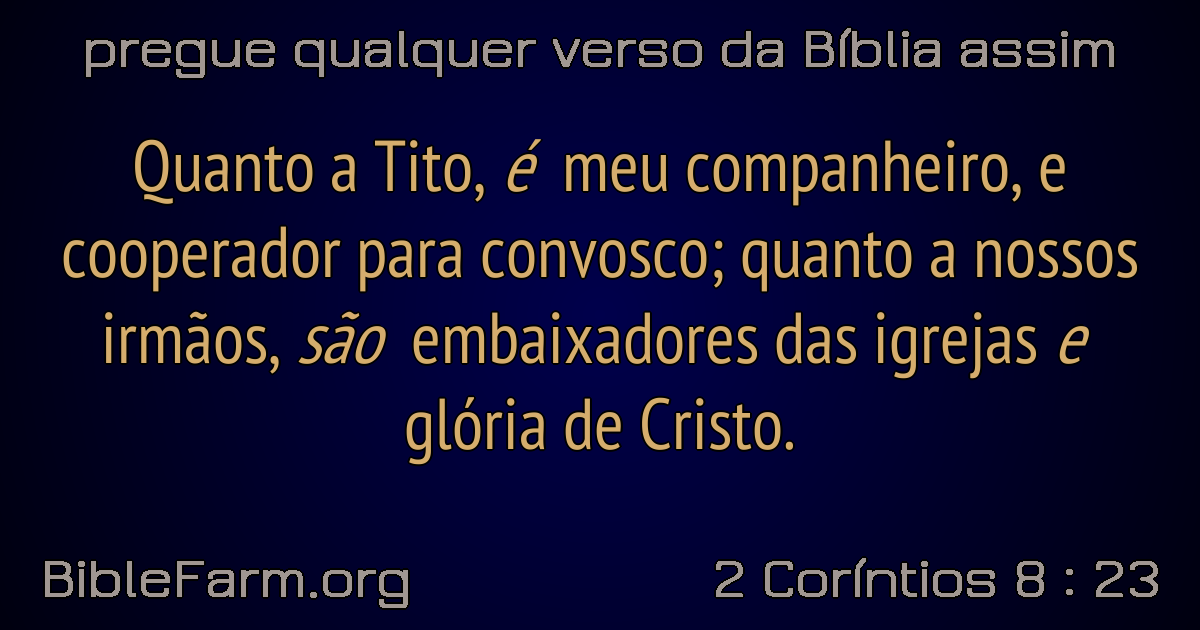 pregue qualquer verso da Bíblia assim
Quanto a Tito, é meu companheiro, e
cooperador para convosco; quanto a nossos
irmãos, são embaixadores das igrejas e
glória de Cristo.
BibleFarm.org
2 Coríntios 8 : 23